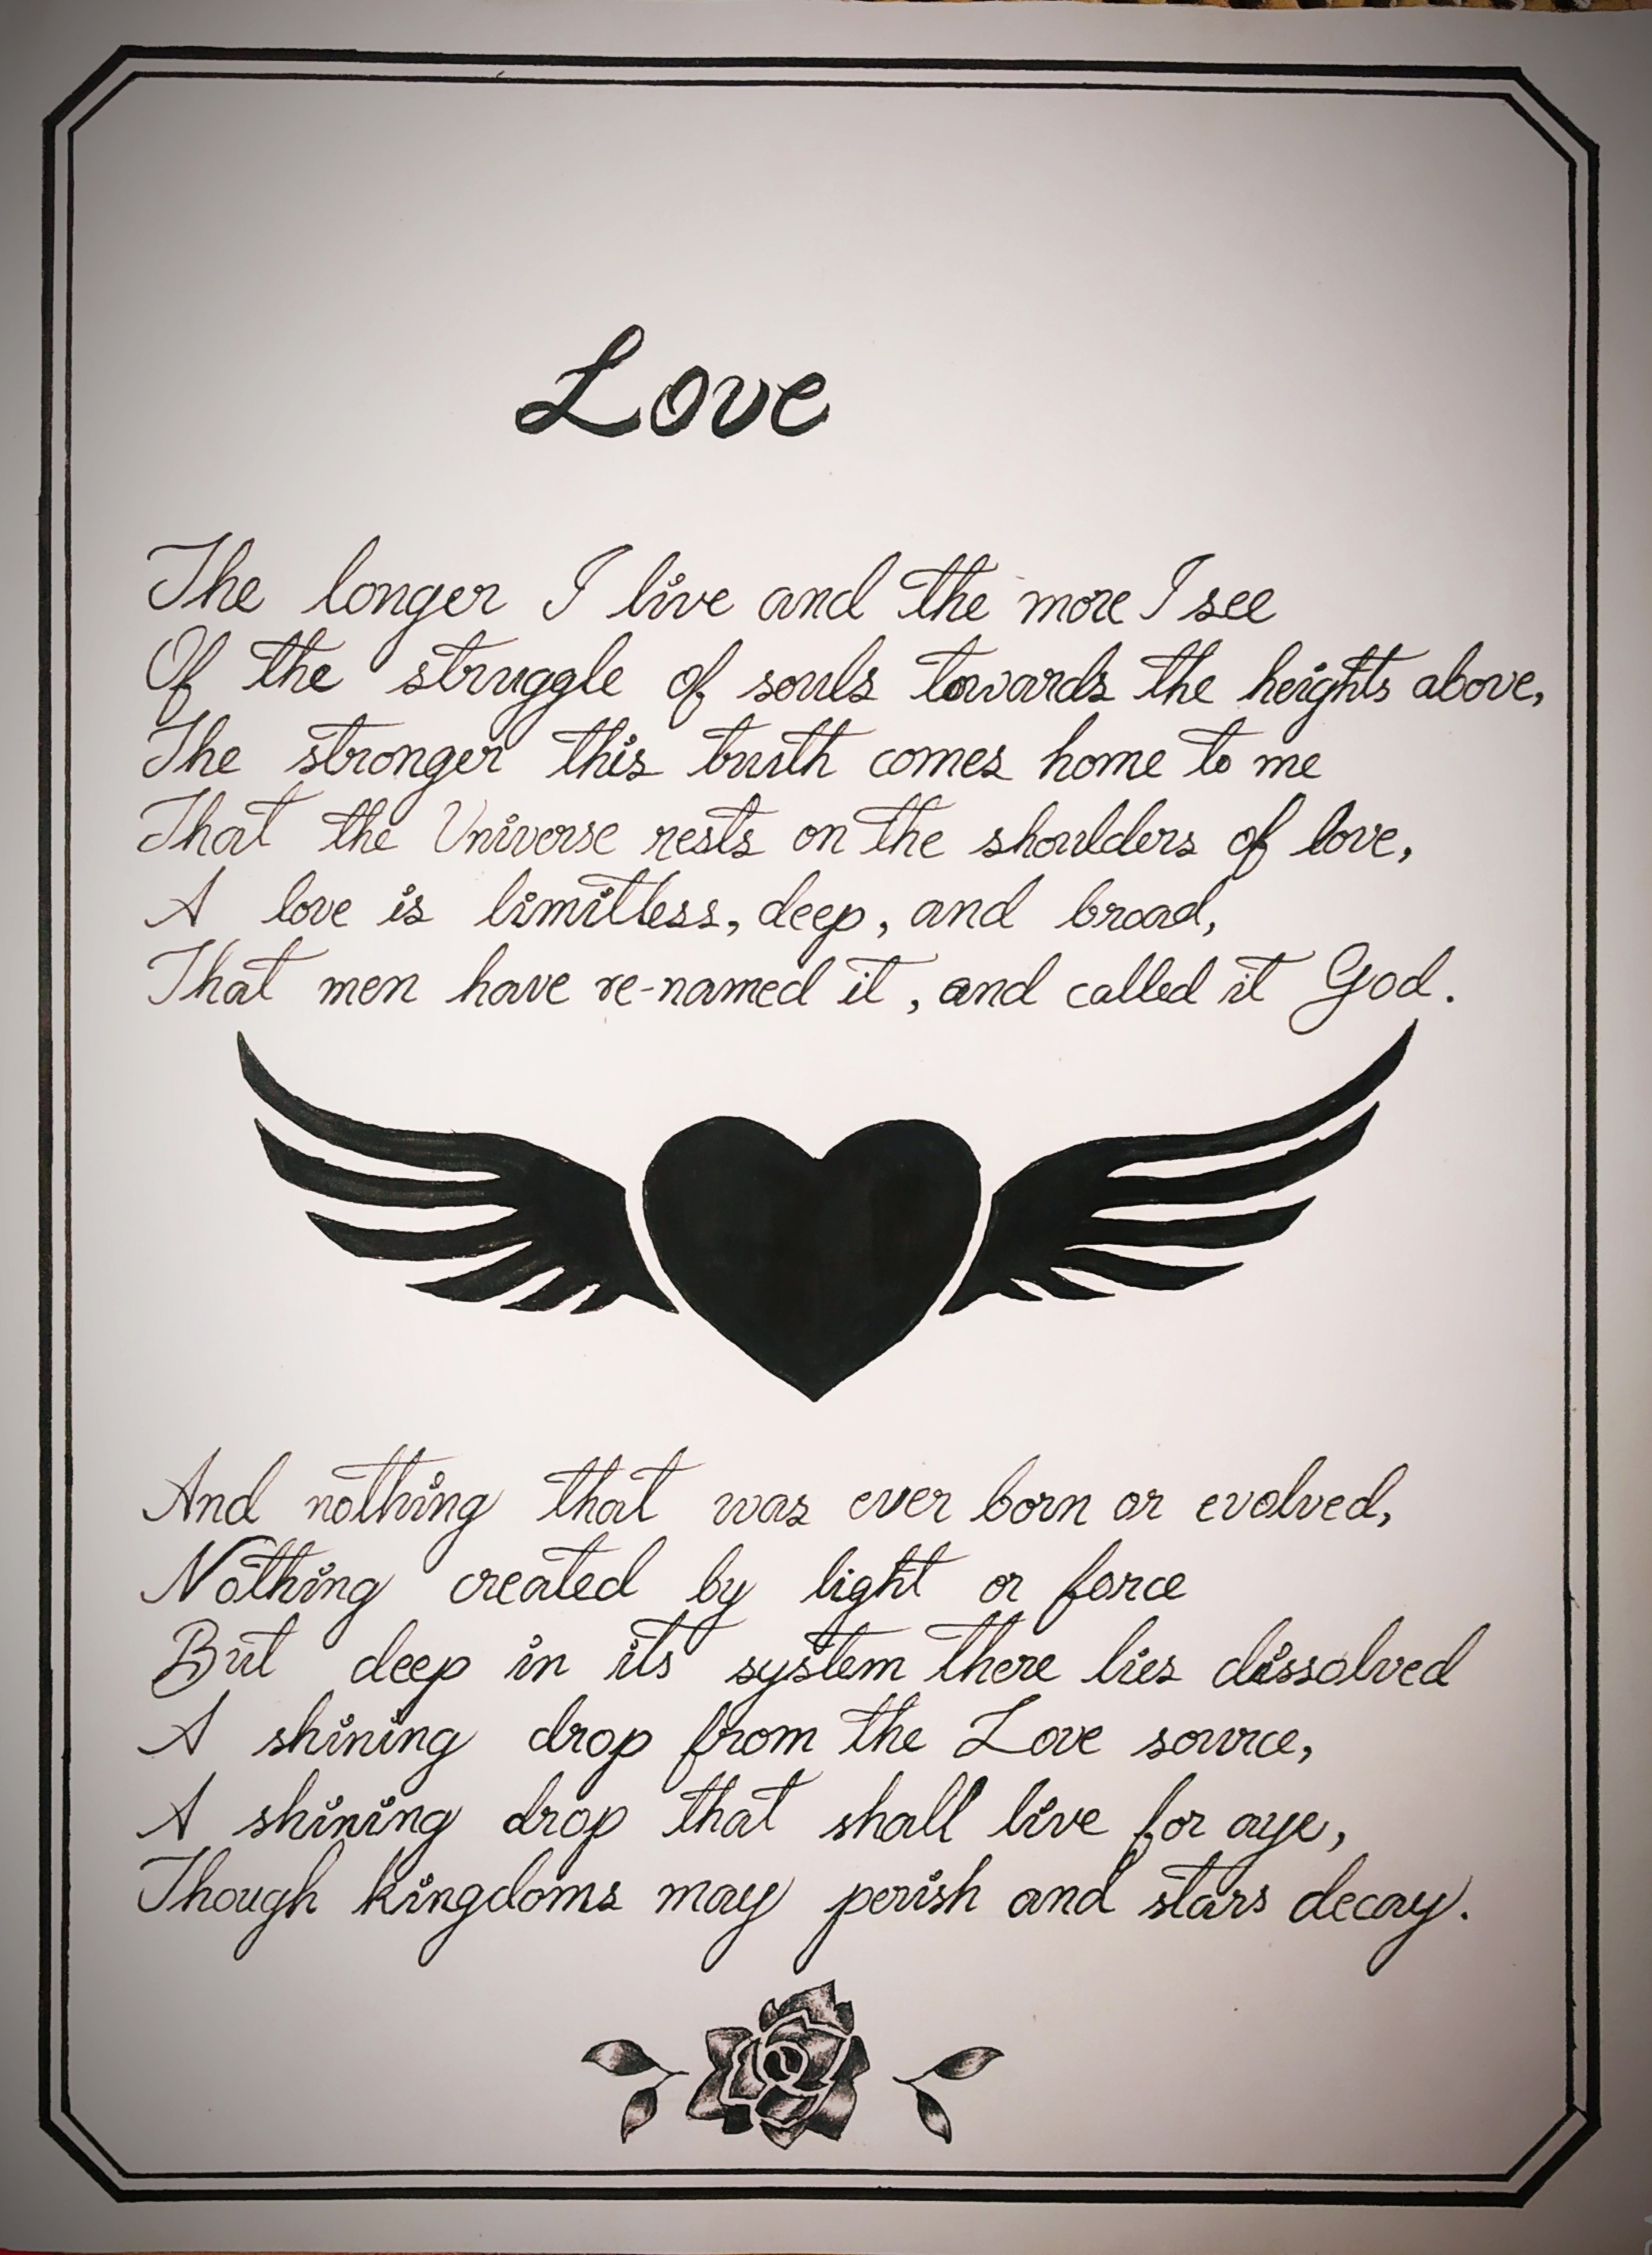 Love
The longer I live and the more I see
Of the struggle of souls towards the heights above,
The stronger this truth comes home to me
That the Universe rests on the shoulders of love,
A love is limitless, deep, and broad,
That men have re-named it, and called it God.
And nothing that was ever born or evolved,
Nothing created by light or force
But deep in its system there lies dissolved
A shining drop from the Love source,
A shining drop that shall live for aye,
Though kingdoms may perish and stars decay.